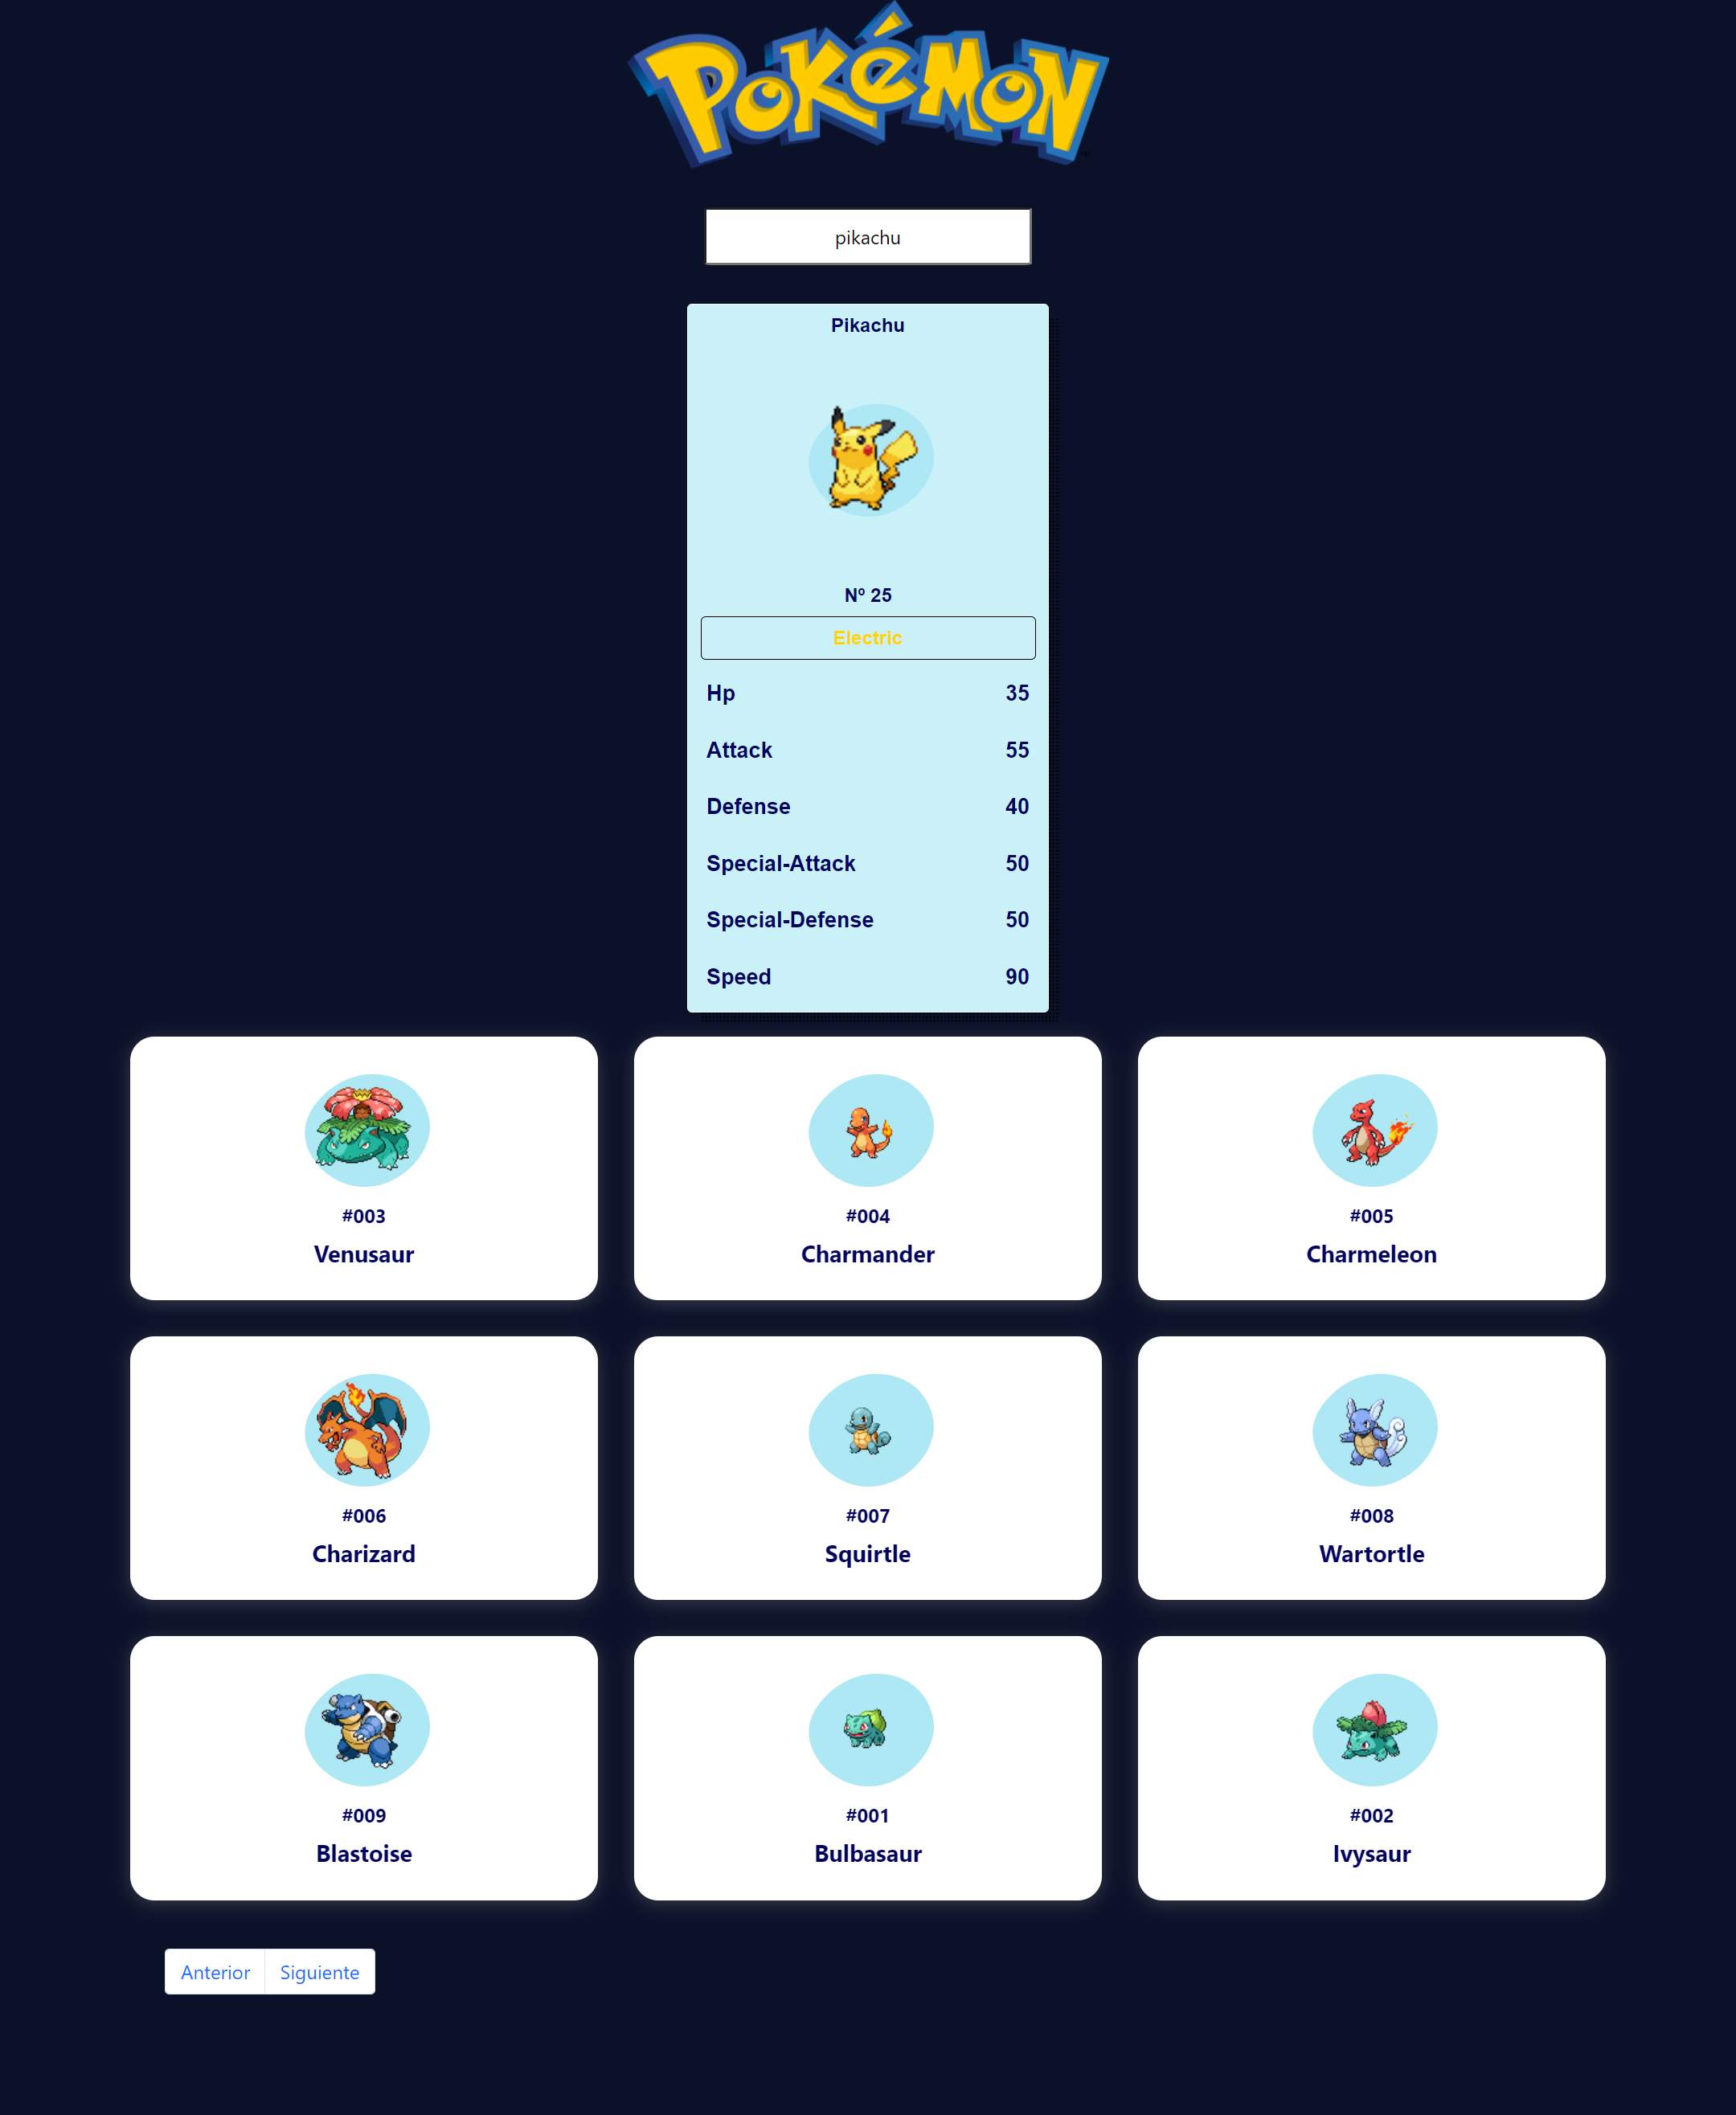 Pokémon
pikachu
Pikachu
Nº 25
Electric
Hp 35
Attack 55
Defense 40
Special-Attack 50
Special-Defense 50
Speed 90
#003 #004 #005
Venusaur Charmander Charmeleon
#006 #007 #008
Charizard Squirtle Wartortle
#009 #001 #002
Blastoise Bulbasaur Ivysaur
Anterior Siguiente